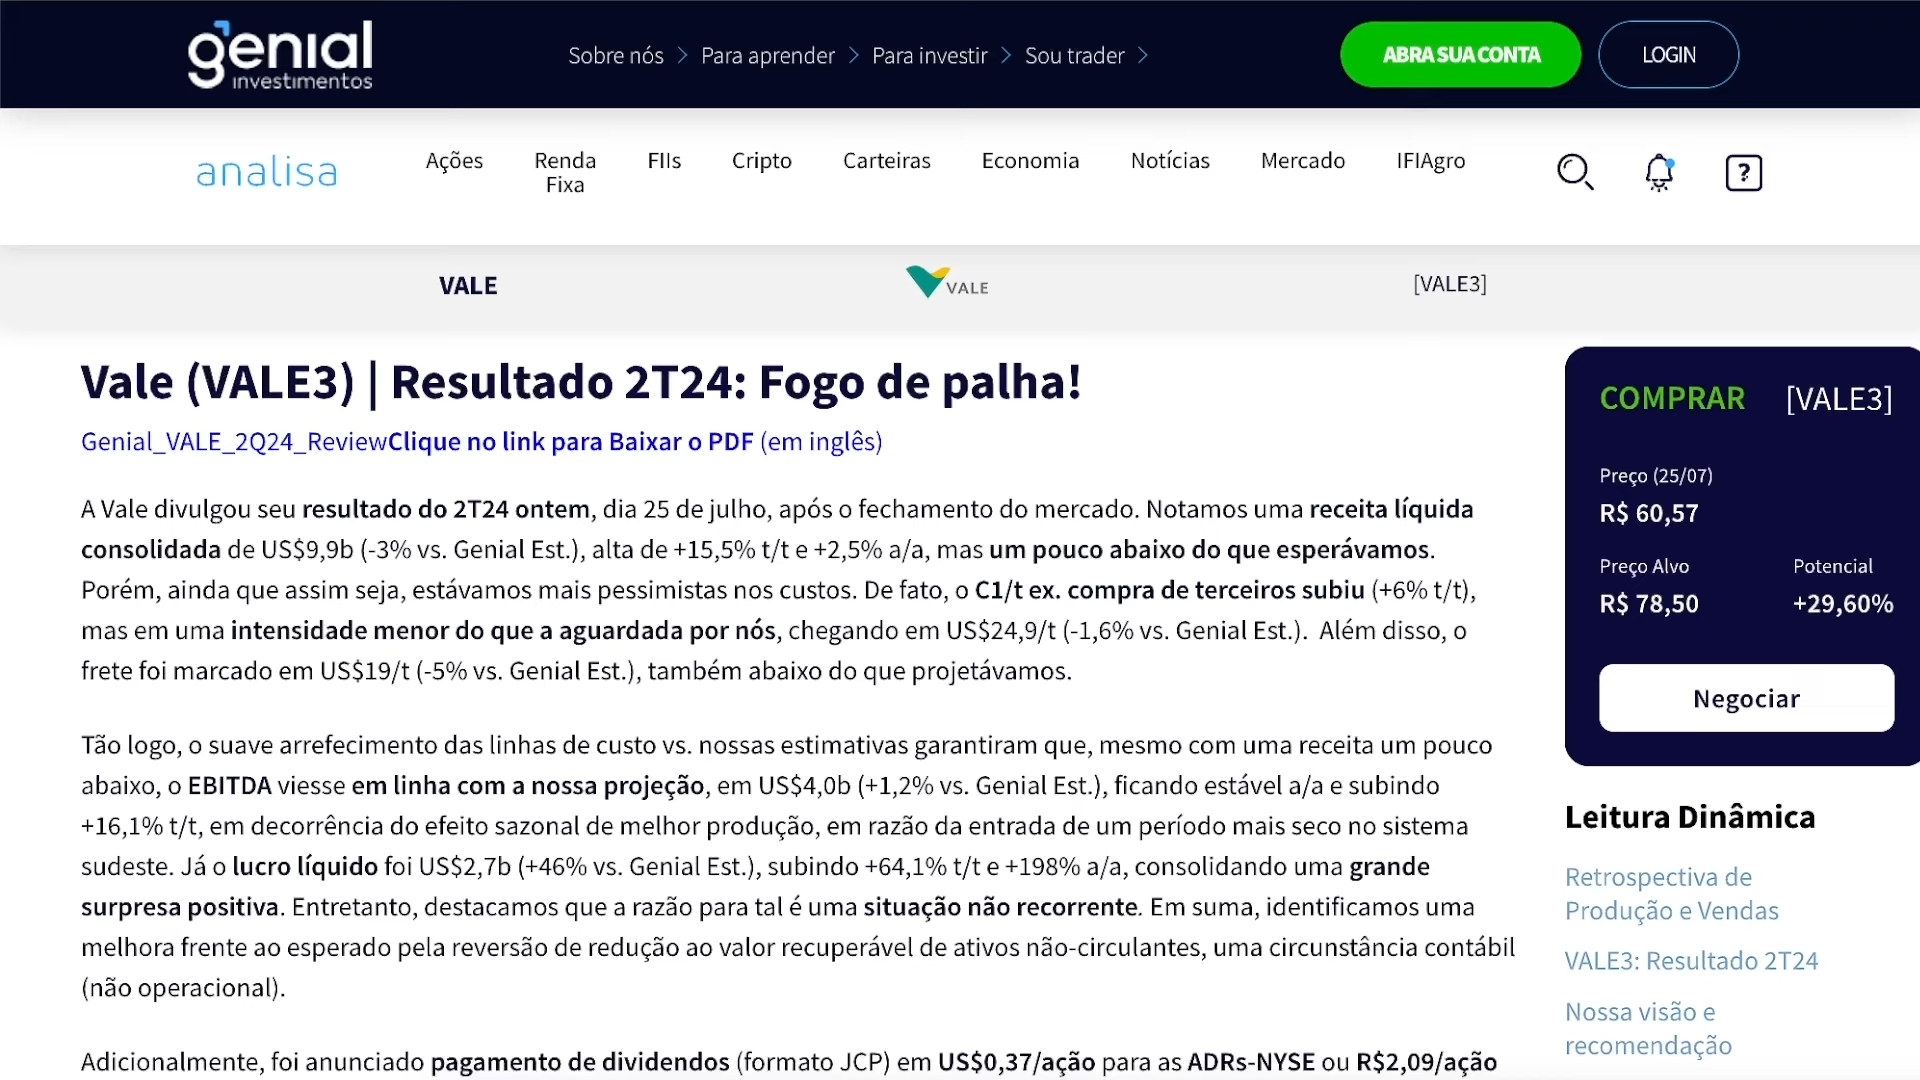 genial
investimentos
Sobre nós
Para aprender
Para investir
Sou trader
ABRA SUA CONTA
LOGIN
analisa
Ações
Renda
Fixa
FIIs
Cripto
Carteiras
Economia
Notícias
Mercado
IFIAgro
?
VALE
VALE
[VALE3]
Vale (VALE3) | Resultado 2T24: Fogo de palha!
Genial_VALE_2Q24_ReviewClique no link para Baixar o PDF (em inglês)
A Vale divulgou seu resultado do 2T24 ontem, dia 25 de julho, após o fechamento do mercado. Notamos uma receita líquida
consolidada de US$9,9b (-3% vs. Genial Est.), alta de +15,5% t/t e +2,5% a/a, mas um pouco abaixo do que esperávamos.
Porém, ainda que assim seja, estávamos mais pessimistas nos custos. De fato, o C1/t ex. compra de terceiros subiu (+6% t/t),
mas em uma intensidade menor do que a aguardada por nós, chegando em US$24,9/t (-1,6% vs. Genial Est.).  Além disso, o
frete foi marcado em US$19/t (-5% vs. Genial Est.), também abaixo do que projetávamos.
Tão logo, o suave arrefecimento das linhas de custo vs. nossas estimativas garantiram que, mesmo com uma receita um pouco
abaixo, o EBITDA viesse em linha com a nossa projeção, em US$4,0b (+1,2% vs. Genial Est.), ficando estável a/a e subindo
+16,1% t/t, em decorrência do efeito sazonal de melhor produção, em razão da entrada de um período mais seco no sistema
sudeste. Já o lucro líquido foi US$2,7b (+46% vs. Genial Est.), subindo +64,1% t/t e +198% a/a, consolidando uma grande
surpresa positiva. Entretanto, destacamos que a razão para tal é uma situação não recorrente. Em suma, identificamos uma
melhora frente ao esperado pela reversão de redução ao valor recuperável de ativos não-circulantes, uma circunstância contábil
(não operacional).
Adicionalmente, foi anunciado pagamento de dividendos (formato JCP) em US$0,37/ação para as ADRs-NYSE ou R$2,09/ação
COMPRAR
[VALE3]
Preço (25/07)
R$ 60,57
Preço Alvo
Potencial
R$ 78,50
+29,60%
Negociar
Leitura Dinâmica
Retrospectiva de
Produção e Vendas
VALE3: Resultado 2T24
Nossa visão e
recomendação